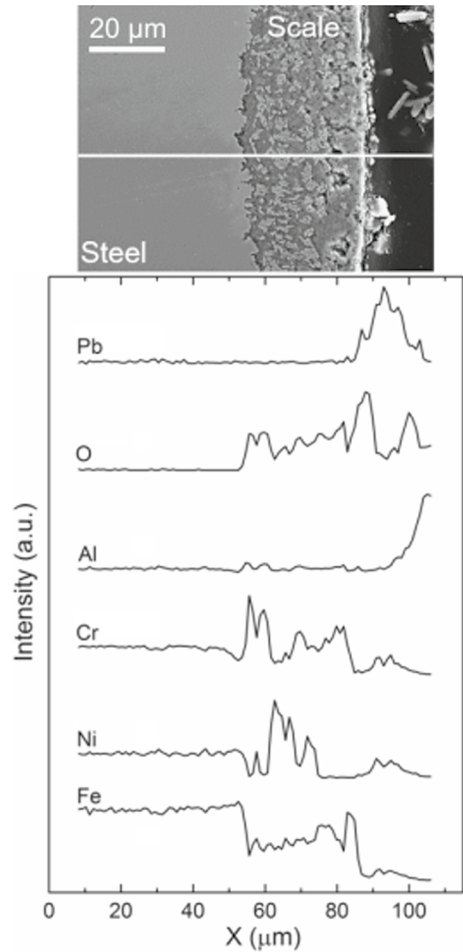 20 μm
Scale
Steel
Pb
O
Al
Cr
Ni
Fe
Intensity (a.u.)
0 20 40 60 80 100
X (μm)